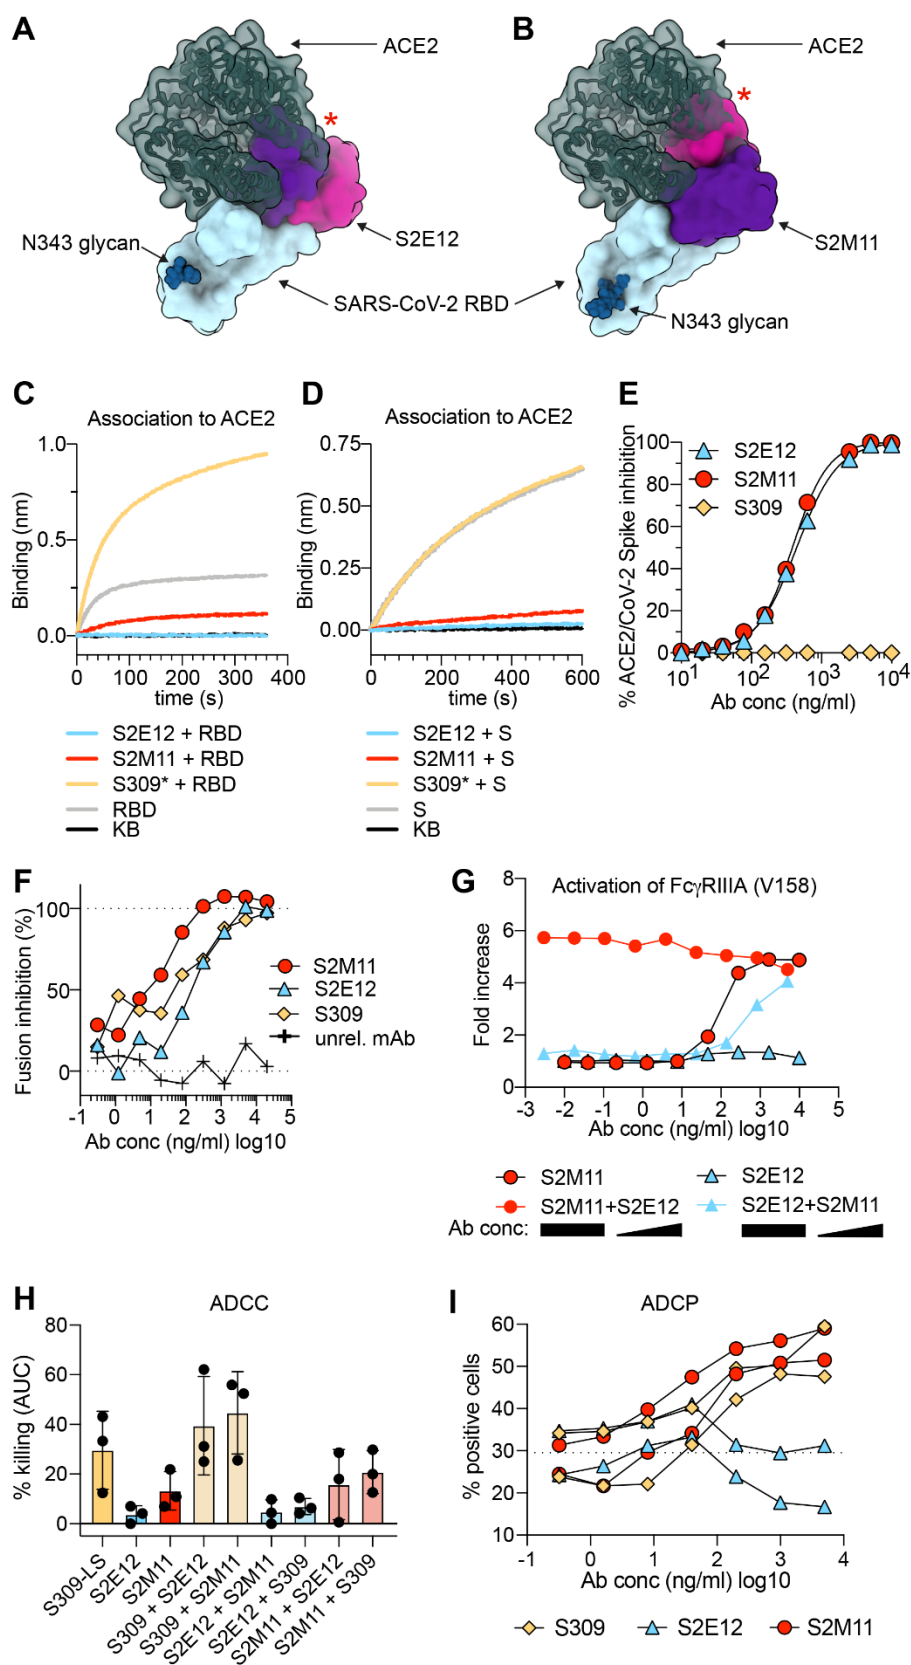 A
B
ACE2
ACE2
*
*
S2E12
S2M11
N343 glycan
SARS-CoV-2 RBD
N343 glycan
C
Association to ACE2
Binding (nm)
1.0
0.5
0.0
0 100 200 300 400
time (s)
S2E12 + RBD
S2M11 + RBD
S309* + RBD
RBD
KB
D
Association to ACE2
Binding (nm)
0.75
0.50
0.25
0.00
0 200 400 600
time (s)
S2E12 + S
S2M11 + S
S309* + S
S
KB
E
% ACE2/CoV-2 Spike inhibition
100
80
60
40
20
0
10¹ 10² 10³ 10⁴
Ab conc (ng/ml)
S2E12
S2M11
S309
F
Fusion inhibition (%)
100
50
0
-1 0 1 2 3 4 5
Ab conc (ng/ml) log10
S2M11
S2E12
S309
unrel. mAb
G
Activation of FcγRIIIA (V158)
Fold increase
8
6
4
2
0
-3 -2 -1 0 1 2 3 4 5
Ab conc (ng/ml) log10
S2M11
S2E12
S2M11+S2E12
S2E12+S2M11
Ab conc:
H
ADCC
% killing (AUC)
80
60
40
20
0
S309-LS
S2E12
S2M11
S309 + S2E12
S309 + S2M11
S2E12 + S2M11
S2E12 + S309
S2M11 + S2E12
S2M11 + S309
I
ADCP
% positive cells
60
50
40
30
20
10
-1 0 1 2 3 4
Ab conc (ng/ml) log10
S309
S2E12
S2M11